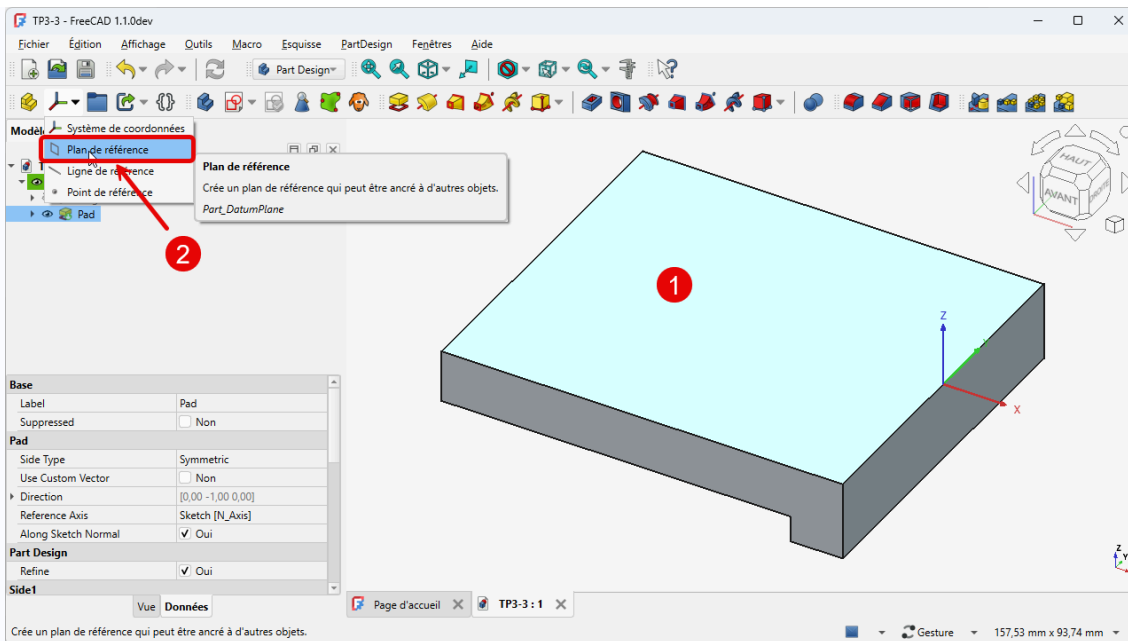 TP3-3 - FreeCAD 1.1.0dev
Fichier Édition Affichage Outils Macro Esquisse PartDesign Fenêtres Aide
Part Design
Modèl
Système de coordonnées
Plan de référence
Ligne de référence
Point de référence
Plan de référence
Crée un plan de référence qui peut être ancré à d'autres objets.
Part_DatumPlane
T
Pad
2
1
HAUT
AVANT
DROITE
Z
X
Base
Label Pad
Suppressed Non
Pad
Side Type Symmetric
Use Custom Vector Non
Direction [0,00 -1,00 0,00]
Reference Axis Sketch [N_Axis]
Along Sketch Normal Oui
Part Design
Refine Oui
Side1
Z
Y
Vue Données
Page d'accueil TP3-3 : 1
Crée un plan de référence qui peut être ancré à d'autres objets.
Gesture 157,53 mm x 93,74 mm